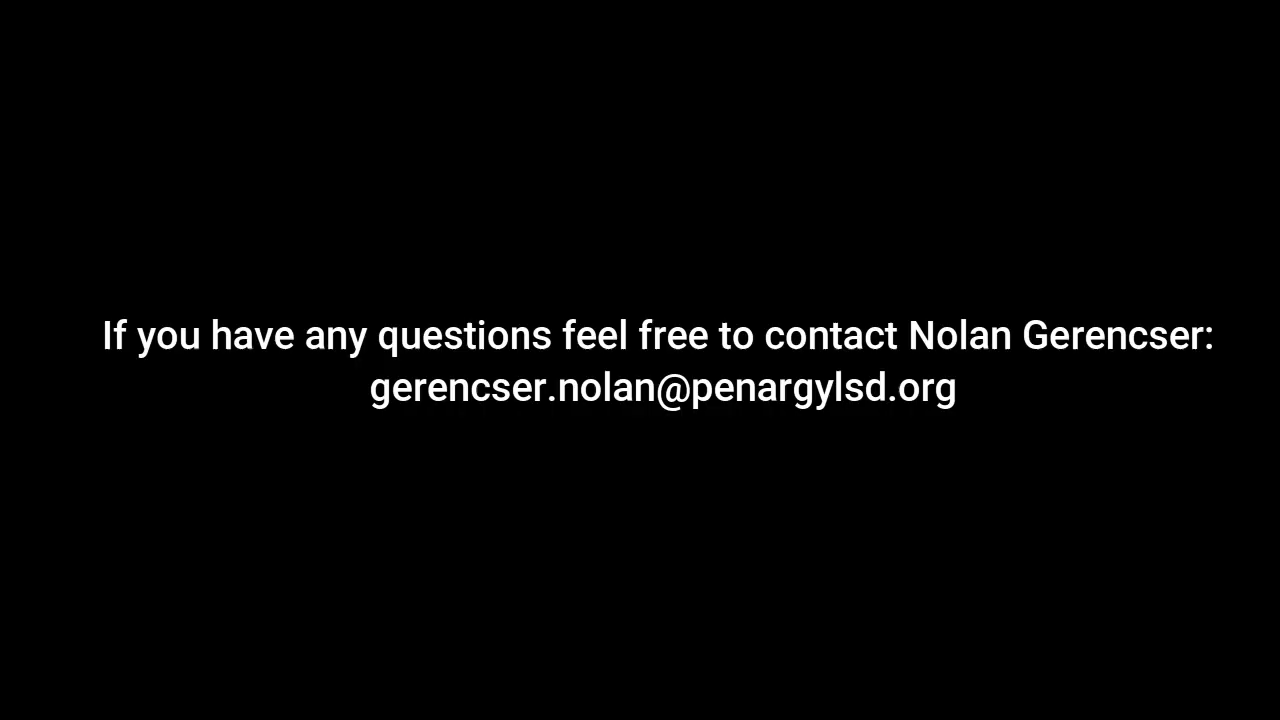 If you have any questions feel free to contact Nolan Gerencser:
gerencser.nolan@penargylsd.org